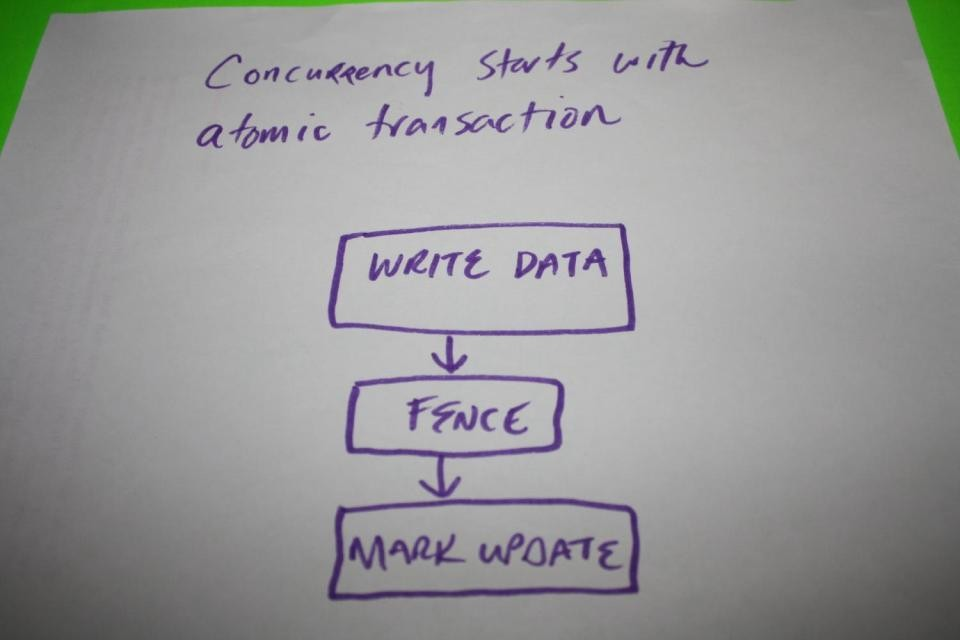 Concurrency starts with
atomic transaction
WRITE DATA
FENCE
MARK UPDATE